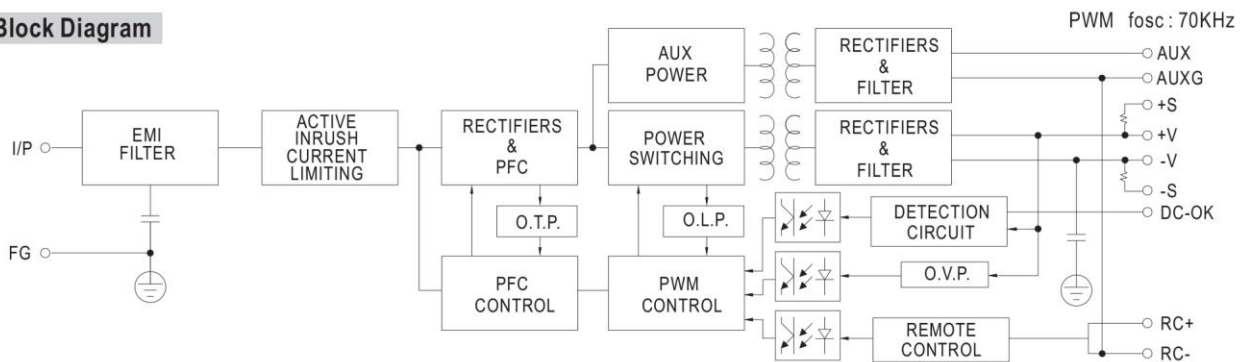 Block Diagram
PWM fosc : 70KHz
I/P
FG
EMI
FILTER
ACTIVE
INRUSH
CURRENT
LIMITING
RECTIFIERS
&
PFC
O.T.P.
PFC
CONTROL
AUX
POWER
POWER
SWITCHING
O.L.P.
PWM
CONTROL
RECTIFIERS
&
FILTER
RECTIFIERS
&
FILTER
DETECTION
CIRCUIT
O.V.P.
REMOTE
CONTROL
AUX
AUXG
+S
+V
-V
-S
DC-OK
RC+
RC-